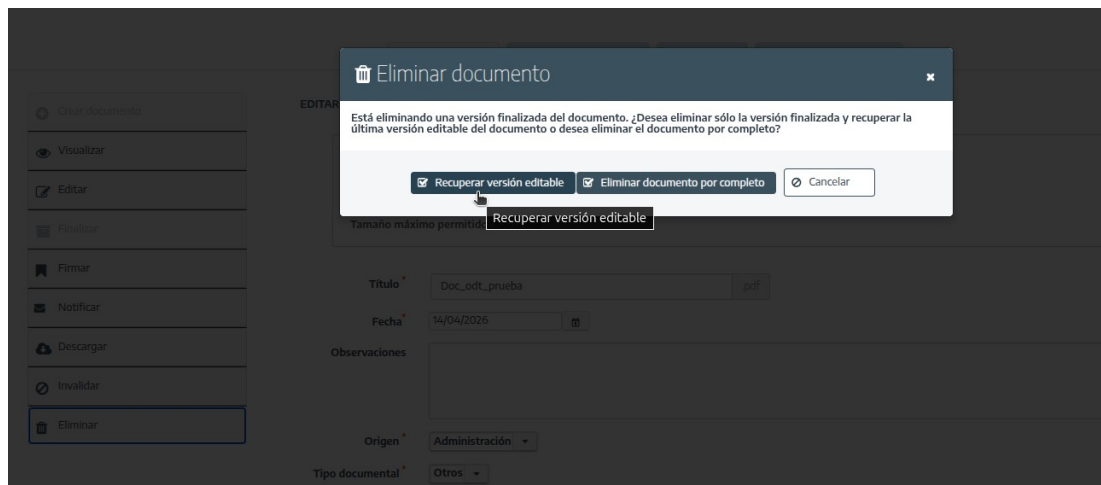 Eliminar documento
Está eliminando una versión finalizada del documento. ¿Desea eliminar sólo la versión finalizada y recuperar la
última versión editable del documento o desea eliminar el documento por completo?
Recuperar versión editable
Eliminar documento por completo
Cancelar
Recuperar versión editable
Crear documento
Visualizar
Editar
Finalizar
Firmar
Notificar
Descargar
Invalidar
Eliminar
Tamaño máximo
Título *
Doc_odt_prueba
pdf
Fecha *
14/04/2026
Observaciones
Origen *
Administración
Tipo documental *
Otros